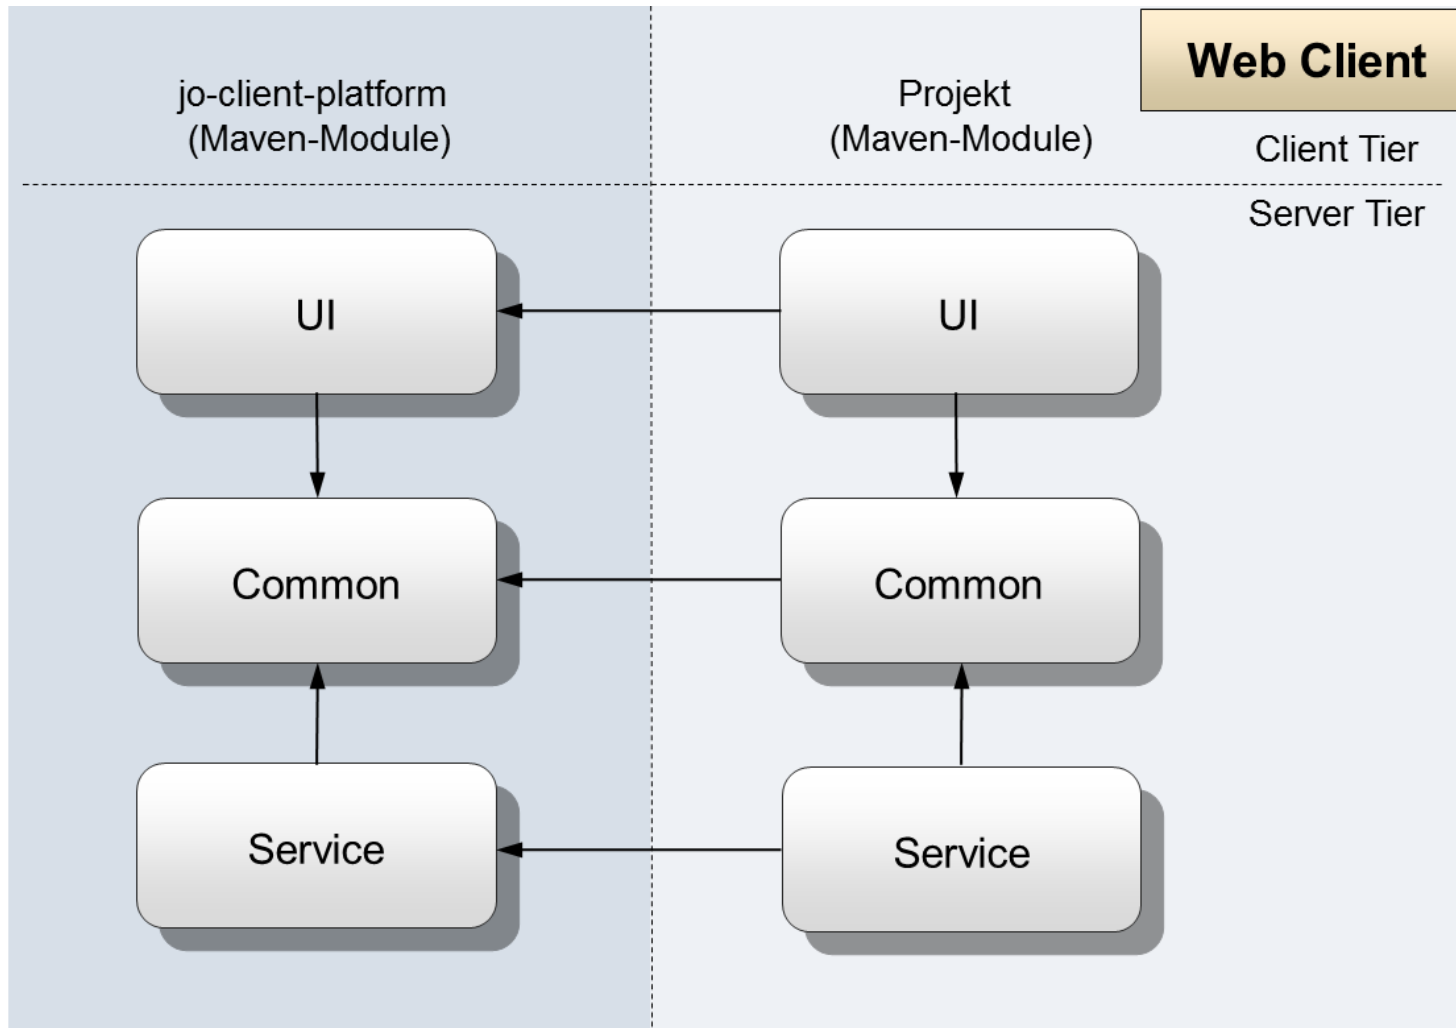 Web Client
jo-client-platform
(Maven-Module)
Projekt
(Maven-Module)
Client Tier
Server Tier
UI
UI
Common
Common
Service
Service